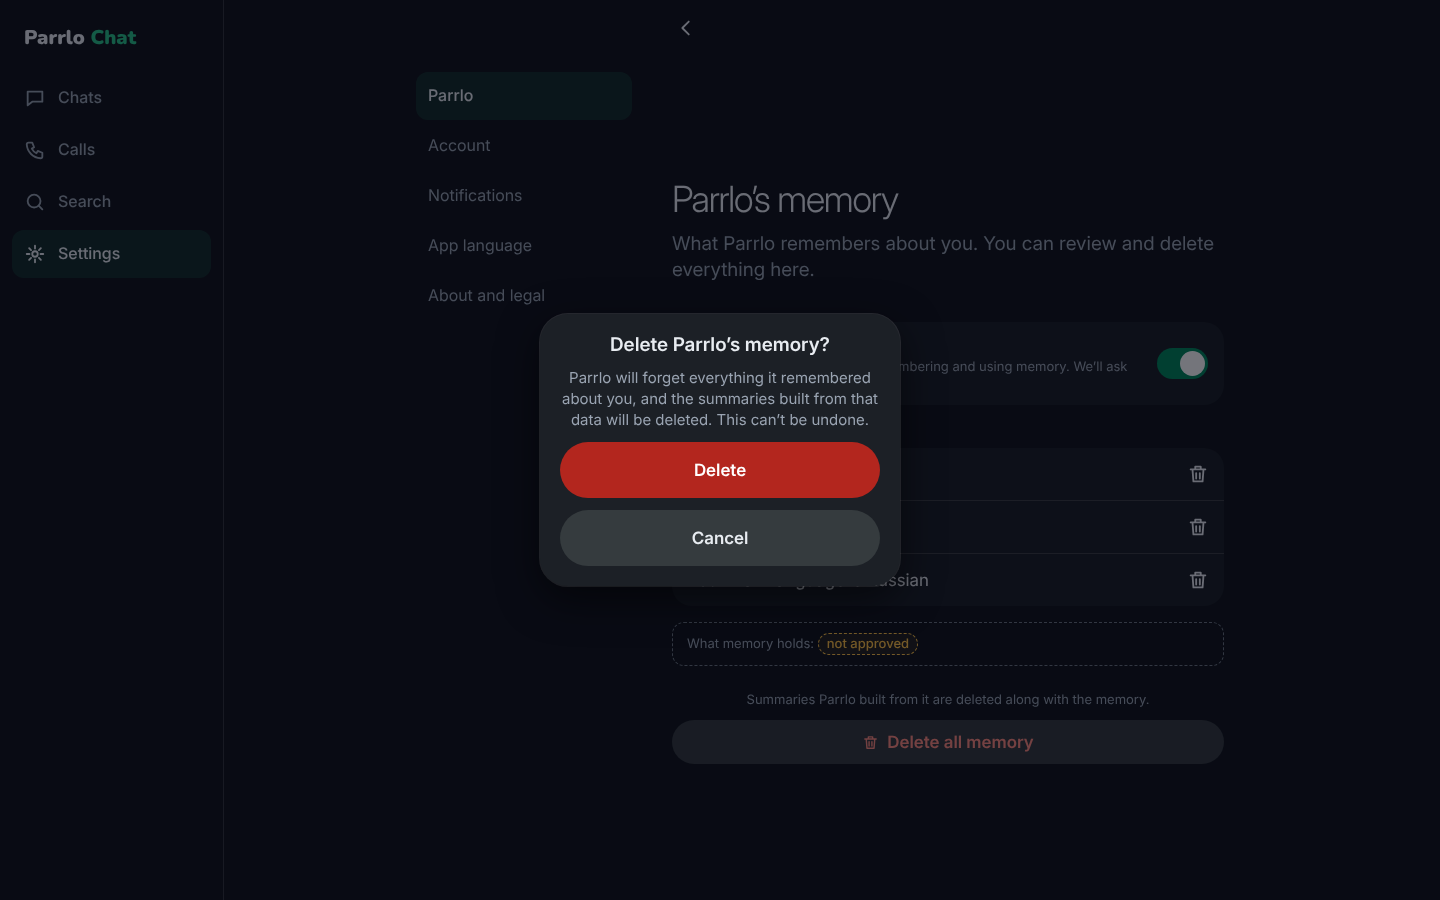 Parrlo Chat
Chats
Calls
Search
Settings
Parrlo
Account
Notifications
App language
About and legal
Parrlo’s memory
What Parrlo remembers about you. You can review and delete
everything here.
mbering and using memory. We’ll ask
Delete Parrlo’s memory?
Parrlo will forget everything it remembered
about you, and the summaries built from that
data will be deleted. This can’t be undone.
Delete
Cancel
ssian
What memory holds: not approved
Summaries Parrlo built from it are deleted along with the memory.
Delete all memory